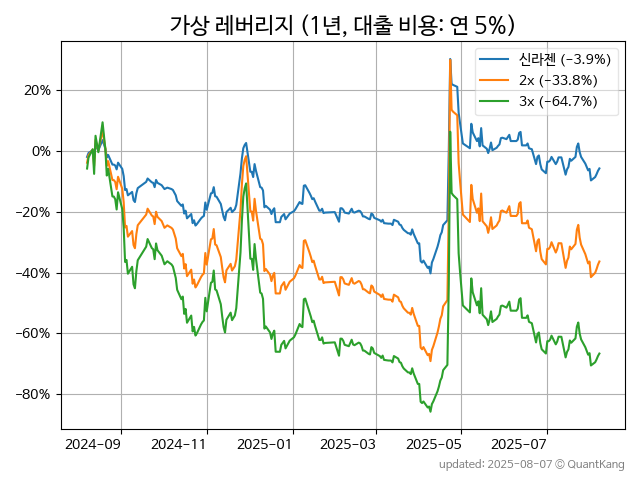 가상 레버리지 (1년, 대출 비용: 연 5%)
신라젠 (−3.9%)
2x (−33.8%)
3x (−64.7%)
20%
0%
−20%
−40%
−60%
−80%
2024-09
2024-11
2025-01
2025-03
2025-05
2025-07
updated: 2025-08-07 © QuantKang